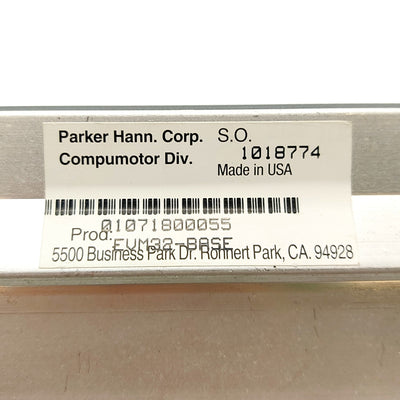 Parker Hann. Corp. S.O.
Compumotor Div. 1018774
Made in USA
01071800055
Prod: EVM32-BASE
5500 Business Park Dr. Rohnert Park, CA. 94928